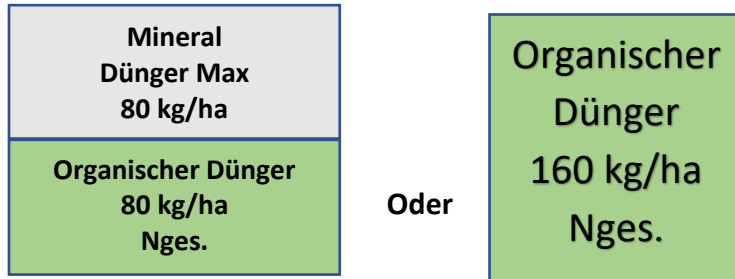 Mineral
Dünger Max
80 kg/ha
Organischer Dünger
80 kg/ha
Nges.
Oder
Organischer
Dünger
160 kg/ha
Nges.